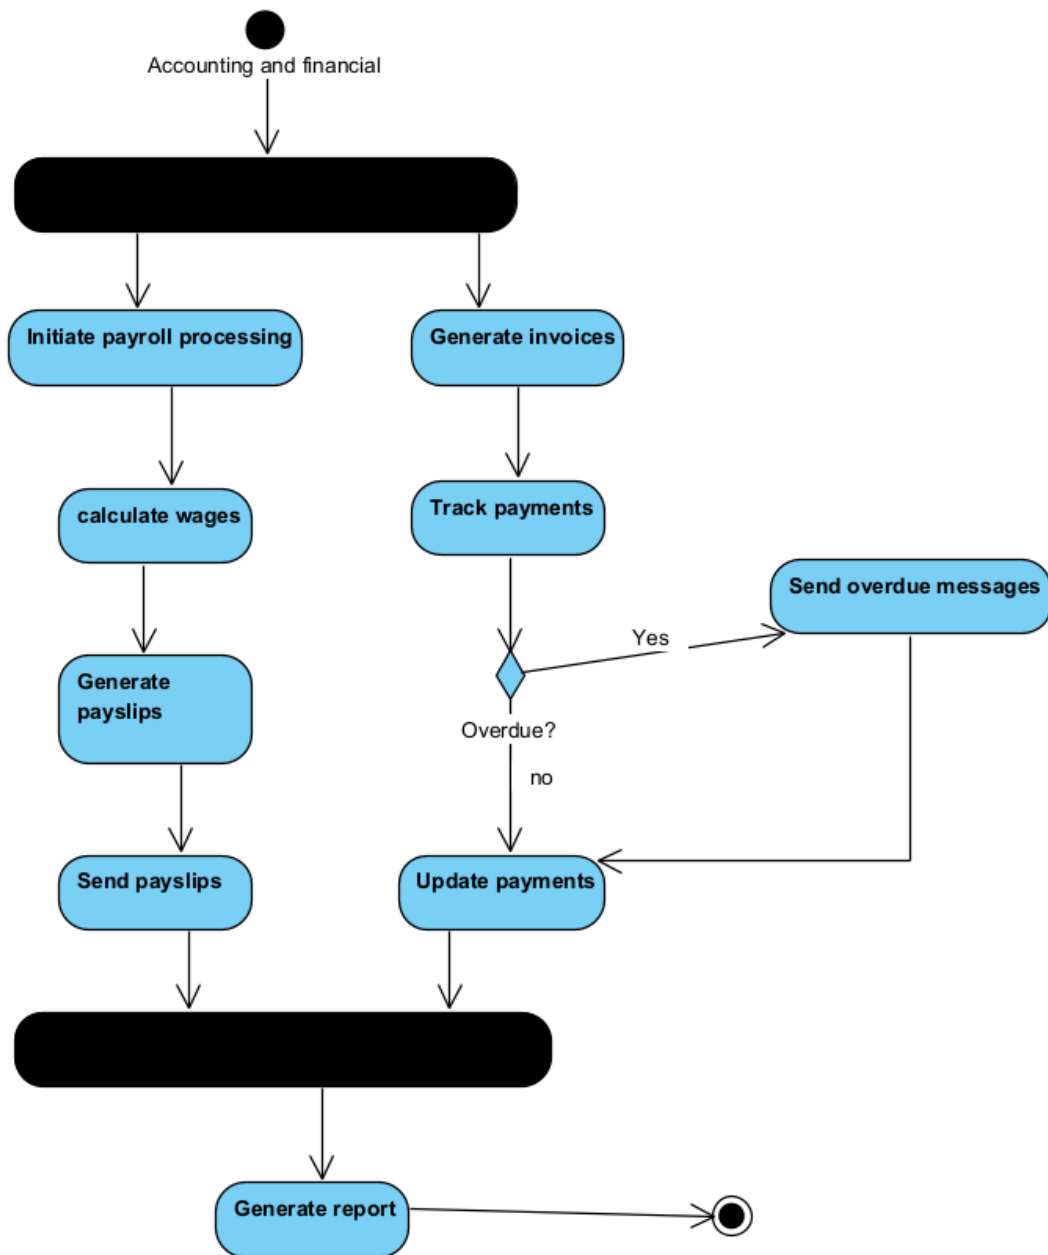 Accounting and financial
Initiate payroll processing
Generate invoices
calculate wages
Track payments
Send overdue messages
Yes
Generate
payslips
Overdue?
no
Send payslips
Update payments
Generate report